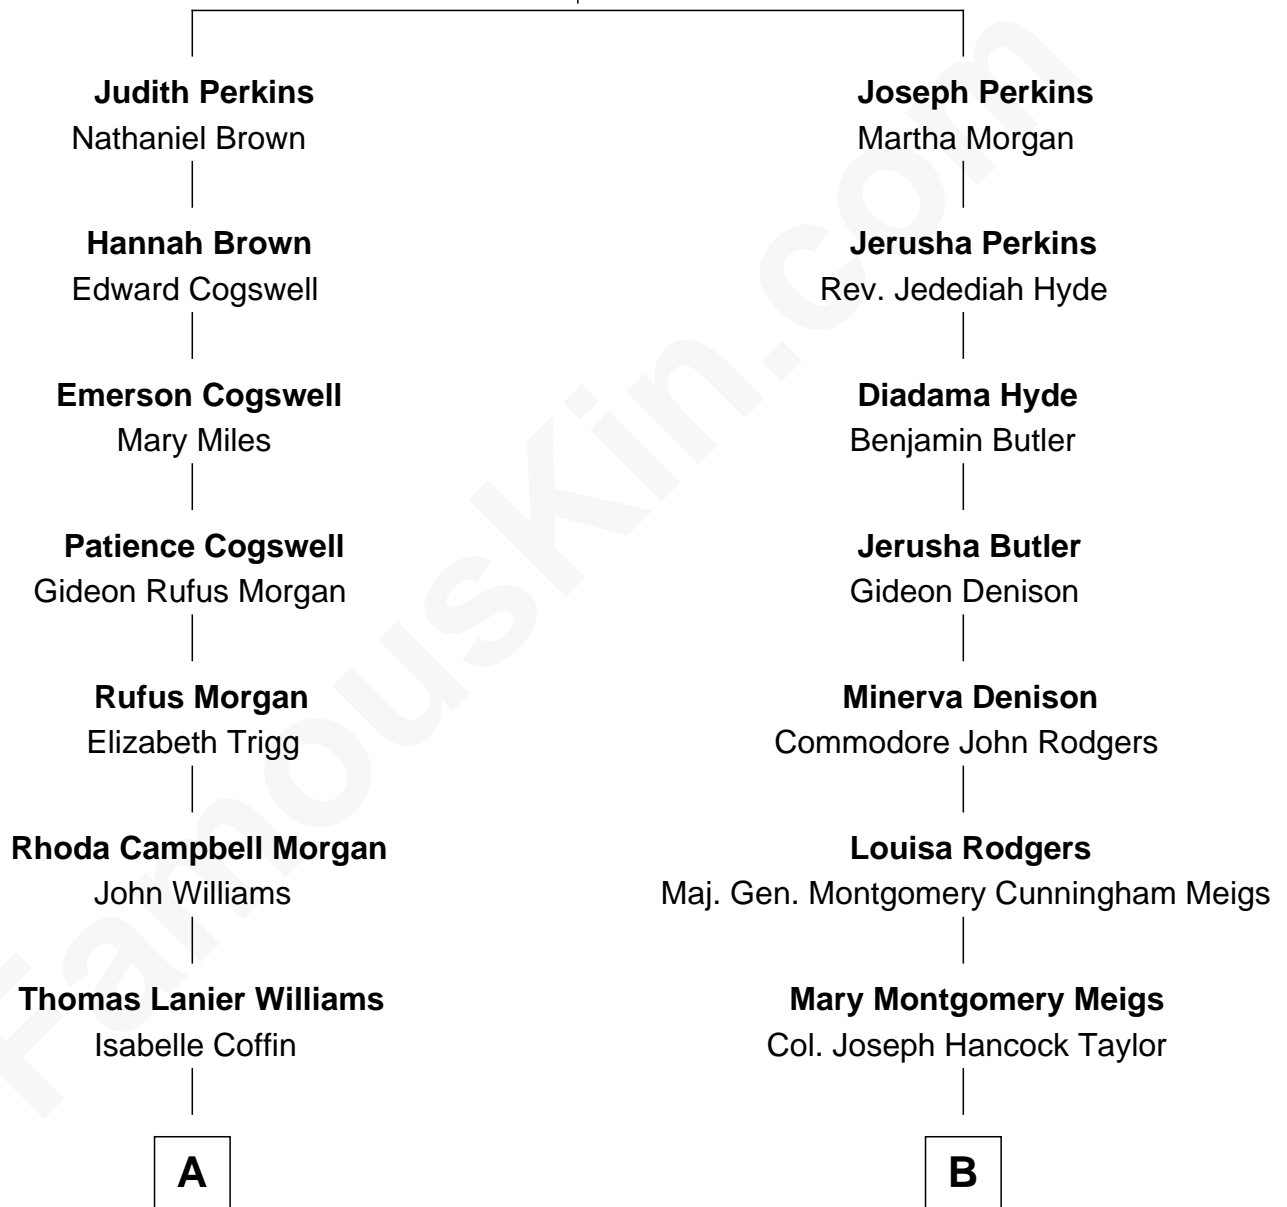 Judith Perkins
Nathaniel Brown
Hannah Brown
Edward Cogswell
Emerson Cogswell
Mary Miles
Patience Cogswell
Gideon Rufus Morgan
Rufus Morgan
Elizabeth Trigg
Rhoda Campbell Morgan
John Williams
Thomas Lanier Williams
Isabelle Coffin
A
Joseph Perkins
Martha Morgan
Jerusha Perkins
Rev. Jedediah Hyde
Diadama Hyde
Benjamin Butler
Jerusha Butler
Gideon Denison
Minerva Denison
Commodore John Rodgers
Louisa Rodgers
Maj. Gen. Montgomery Cunningham Meigs
Mary Montgomery Meigs
Col. Joseph Hancock Taylor
B
FamousKin.com